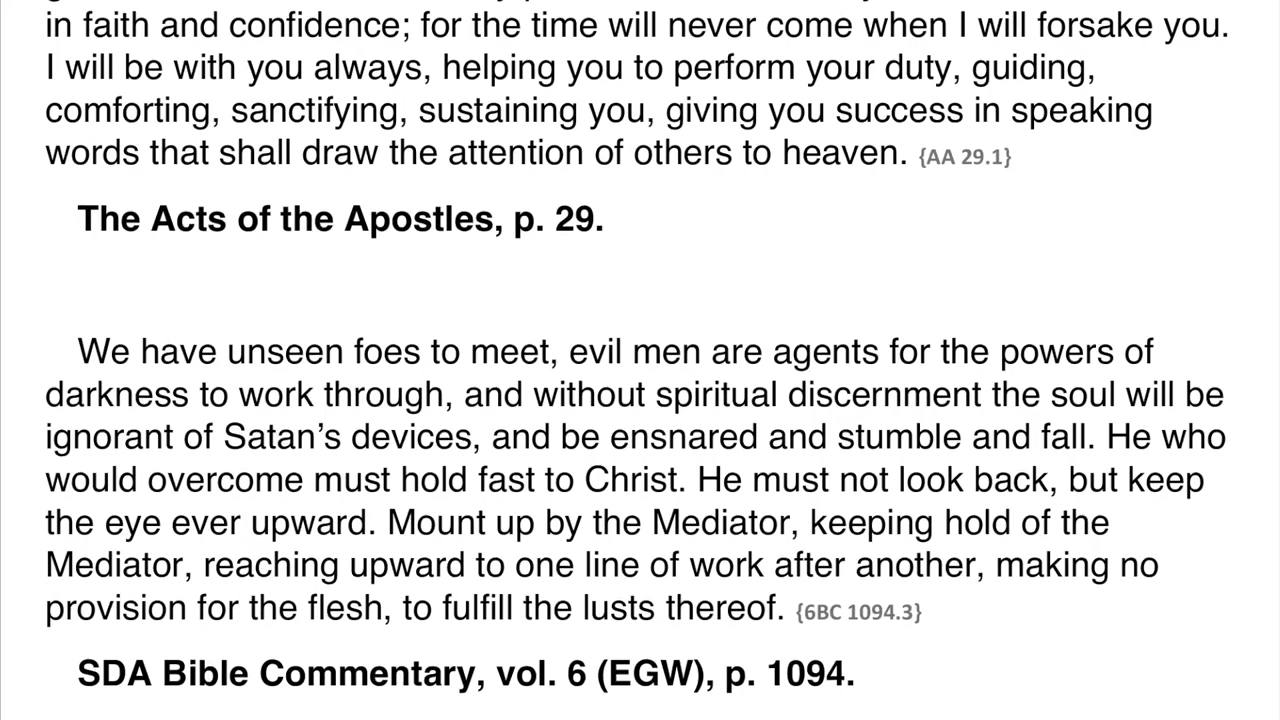 in faith and confidence; for the time will never come when I will forsake you.
I will be with you always, helping you to perform your duty, guiding,
comforting, sanctifying, sustaining you, giving you success in speaking
words that shall draw the attention of others to heaven. {AA 29.1}
The Acts of the Apostles, p. 29.
We have unseen foes to meet, evil men are agents for the powers of
darkness to work through, and without spiritual discernment the soul will be
ignorant of Satan’s devices, and be ensnared and stumble and fall. He who
would overcome must hold fast to Christ. He must not look back, but keep
the eye ever upward. Mount up by the Mediator, keeping hold of the
Mediator, reaching upward to one line of work after another, making no
provision for the flesh, to fulfill the lusts thereof. {6BC 1094.3}
SDA Bible Commentary, vol. 6 (EGW), p. 1094.